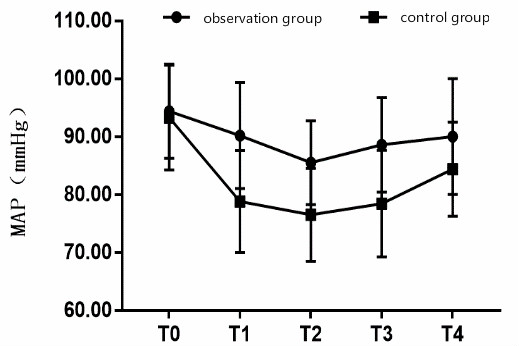 observation group
control group
110.00
100.00
90.00
80.00
70.00
60.00
MAP（mmHg）
T0 T1 T2 T3 T4